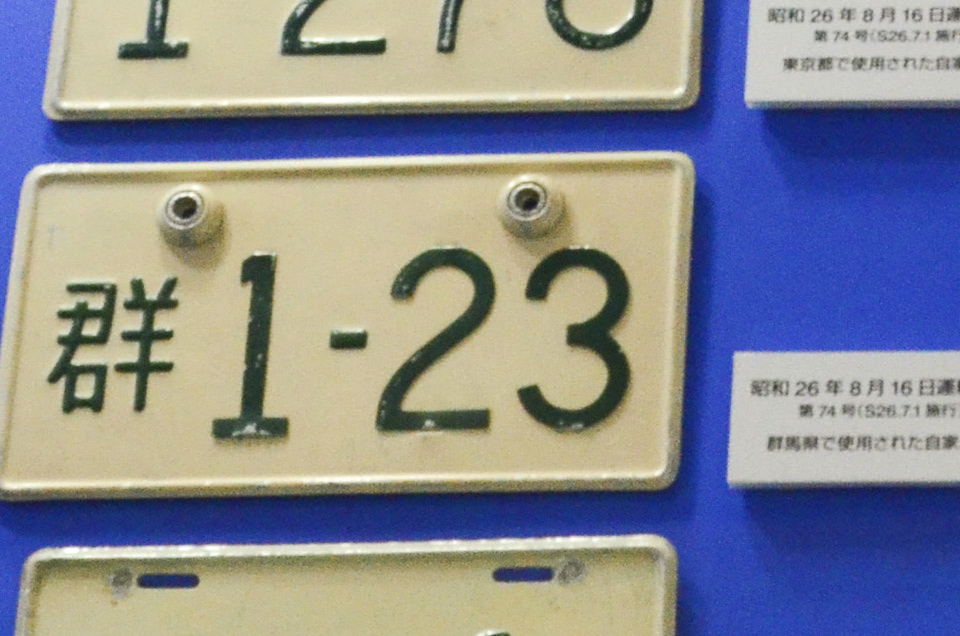 1 27
昭和 26 年 8 月 16 日運
第 74 号（S26.7.1 施行
東京都で使用された自家
群 1-23
昭和 26 年 8 月 16 日運
第 74 号（S26.7.1 施行
群馬県で使用された自家